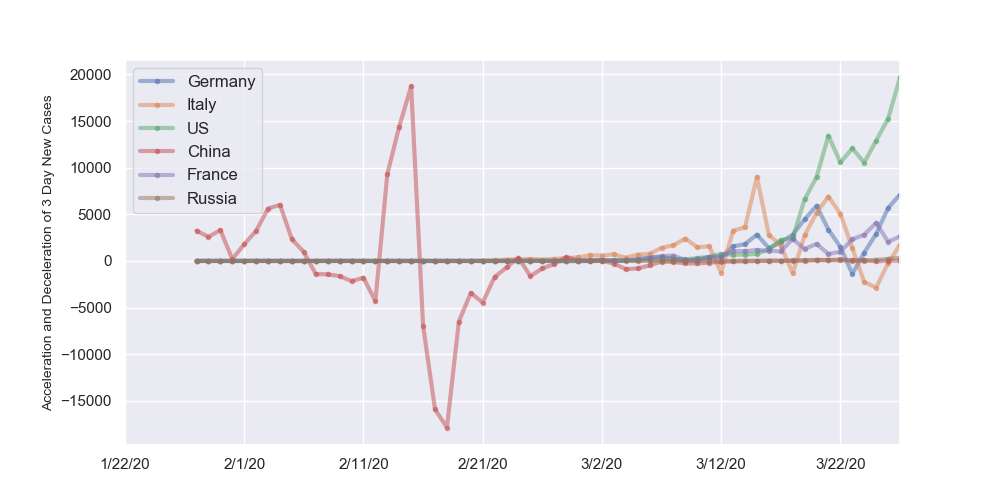 Acceleration and Deceleration of 3 Day New Cases
20000
15000
10000
5000
0
−5000
−10000
−15000
Germany
Italy
US
China
France
Russia
1/22/20 2/1/20 2/11/20 2/21/20 3/2/20 3/12/20 3/22/20